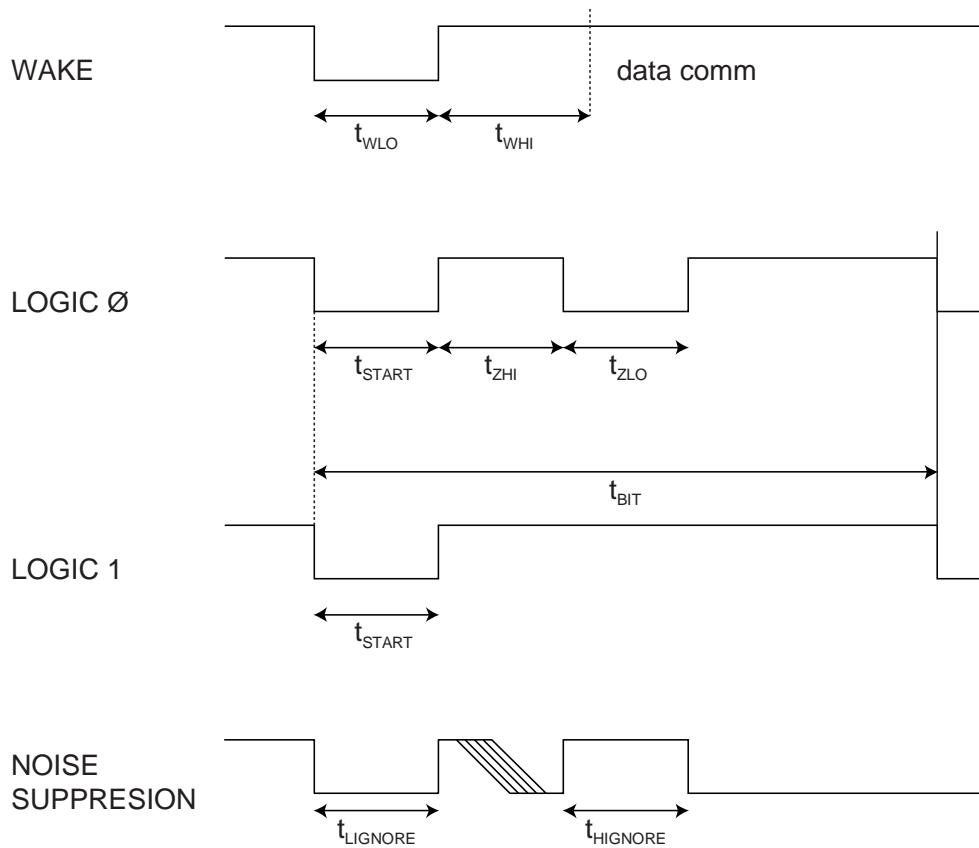 WAKE
data comm
tWLO
tWHI
LOGIC Ø
tSTART
tZHI
tZLO
tBIT
LOGIC 1
tSTART
NOISE
SUPPRESION
tLIGNORE
tHIGNORE